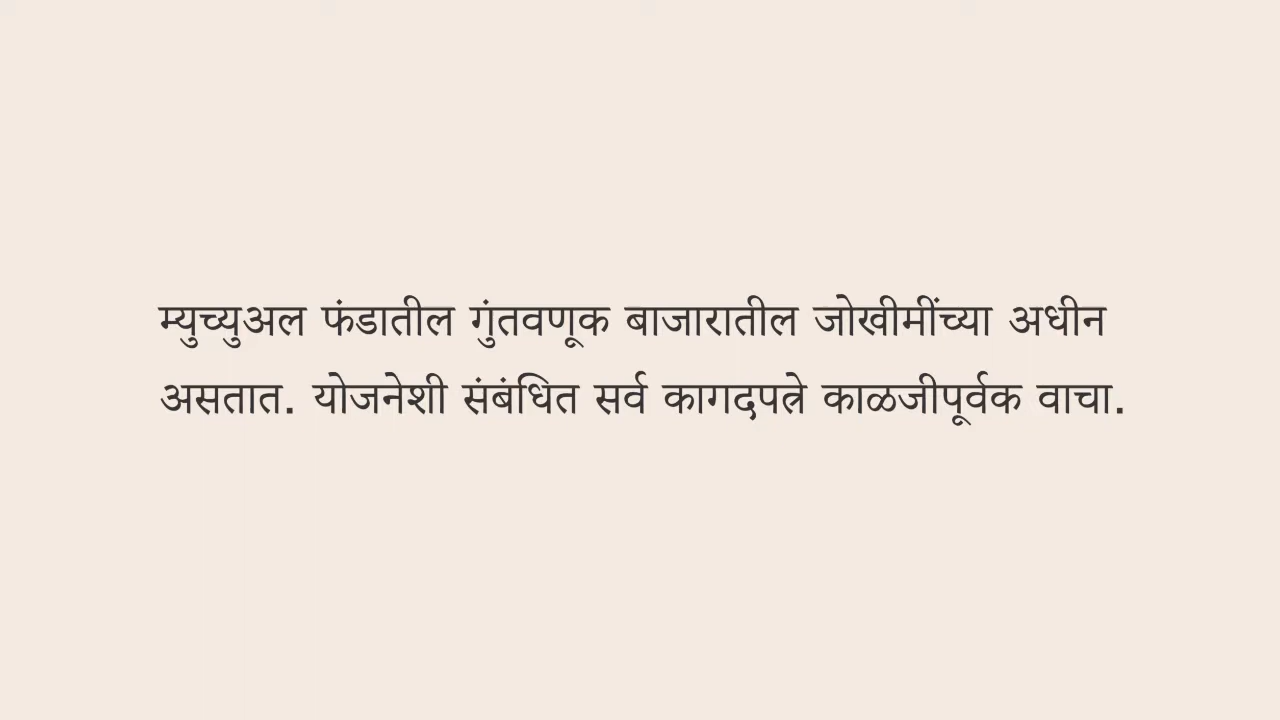 म्युच्युअल फंडातील गुंतवणूक बाजारातील जोखीमींच्या अधीन
असतात. योजनेशी संबंधित सर्व कागदपत्रे काळजीपूर्वक वाचा.